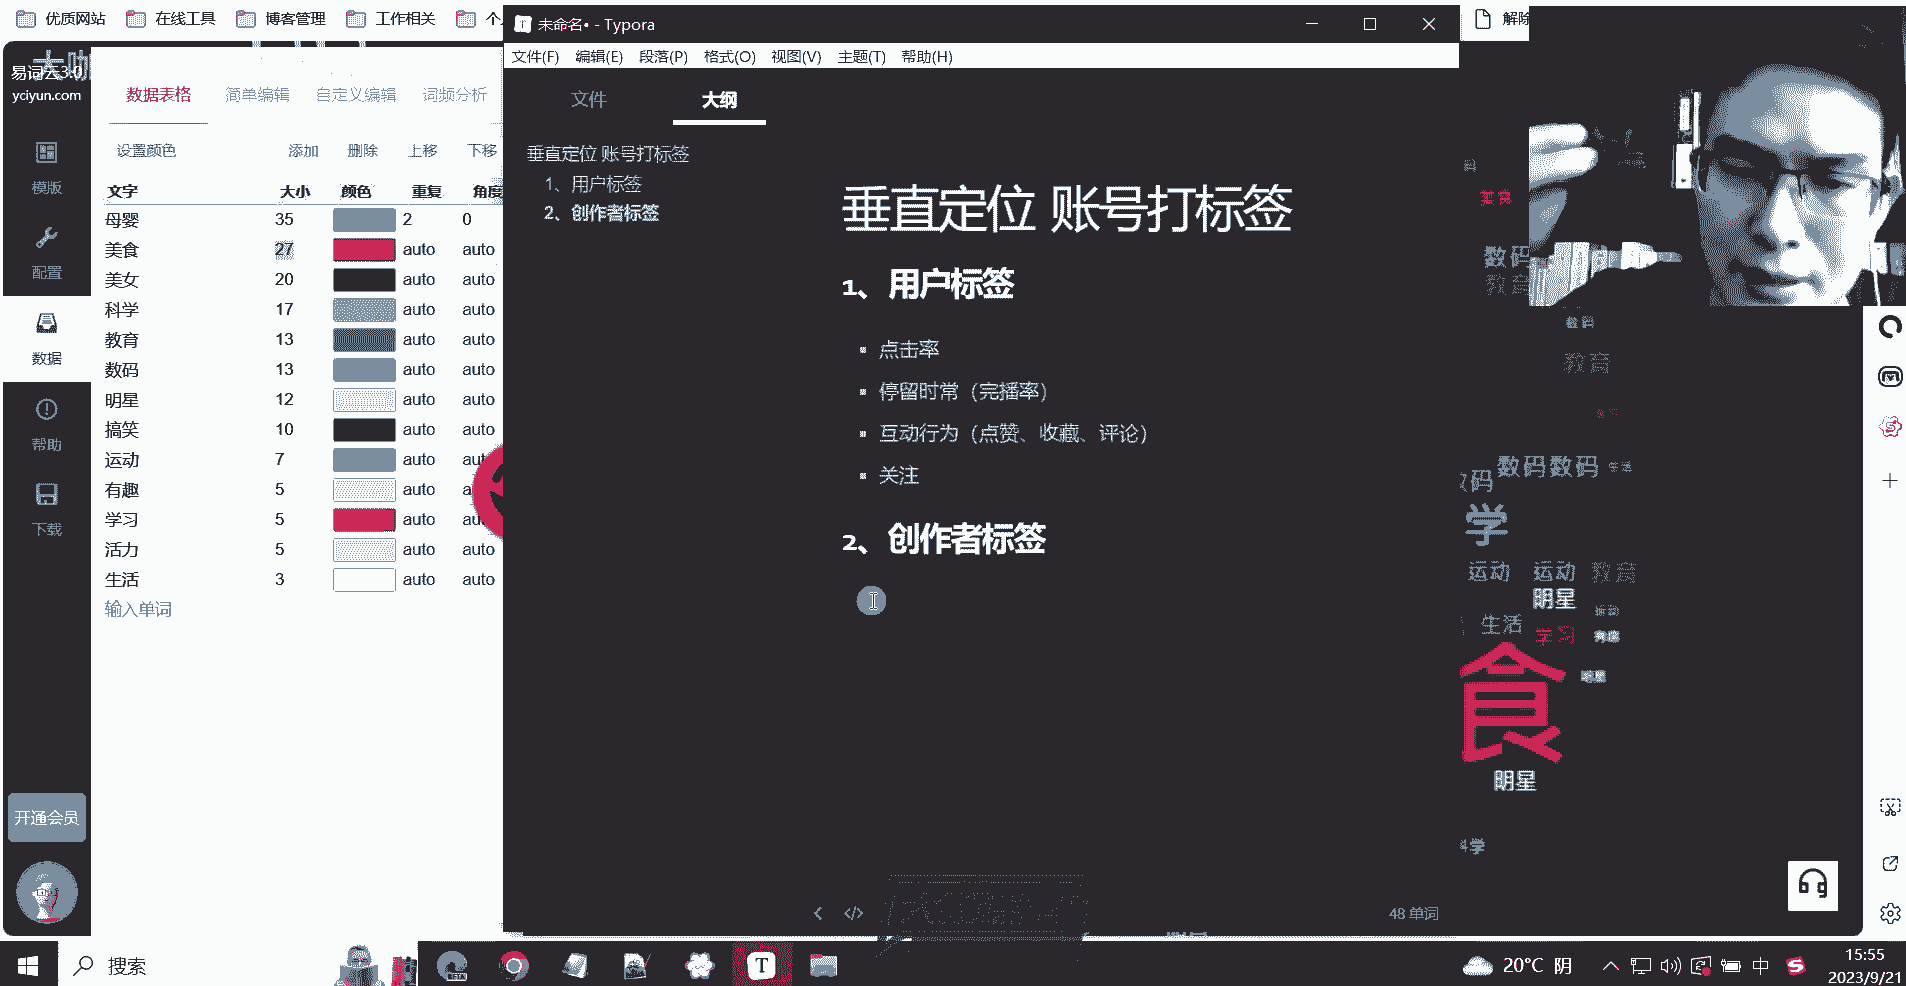 优质网站
在线工具
博客管理
工作相关
未命名• - Typora
解除
易词云3.0
yciyun.com
模版
配置
数据
帮助
下载
开通会员
数据表格 简单编辑 自定义编辑 词频分析
设置颜色 添加 删除 上移 下移
文字 大小 颜色 重复 角度
母婴 35 2 0
美食 27 auto auto
美女 20 auto auto
科学 17 auto auto
教育 13 auto auto
数码 13 auto auto
明星 12 auto auto
搞笑 10 auto auto
运动 7 auto
有趣 5 auto
学习 5 auto
活力 5 auto auto
生活 3 auto auto
输入单词
文件(F) 编辑(E) 段落(P) 格式(O) 视图(V) 主题(T) 帮助(H)
文件 大纲
垂直定位 账号打标签
1、用户标签
2、创作者标签
垂直定位 账号打标签
1、用户标签
点击率
停留时常（完播率）
互动行为（点赞、收藏、评论）
关注
2、创作者标签
48 单词
美食
数码
教育
数码
教育
数码数码
学
运动 运动 教育
明星
生活 学习
食
明星
搜索
20°C 阴
中
15:55
2023/9/21